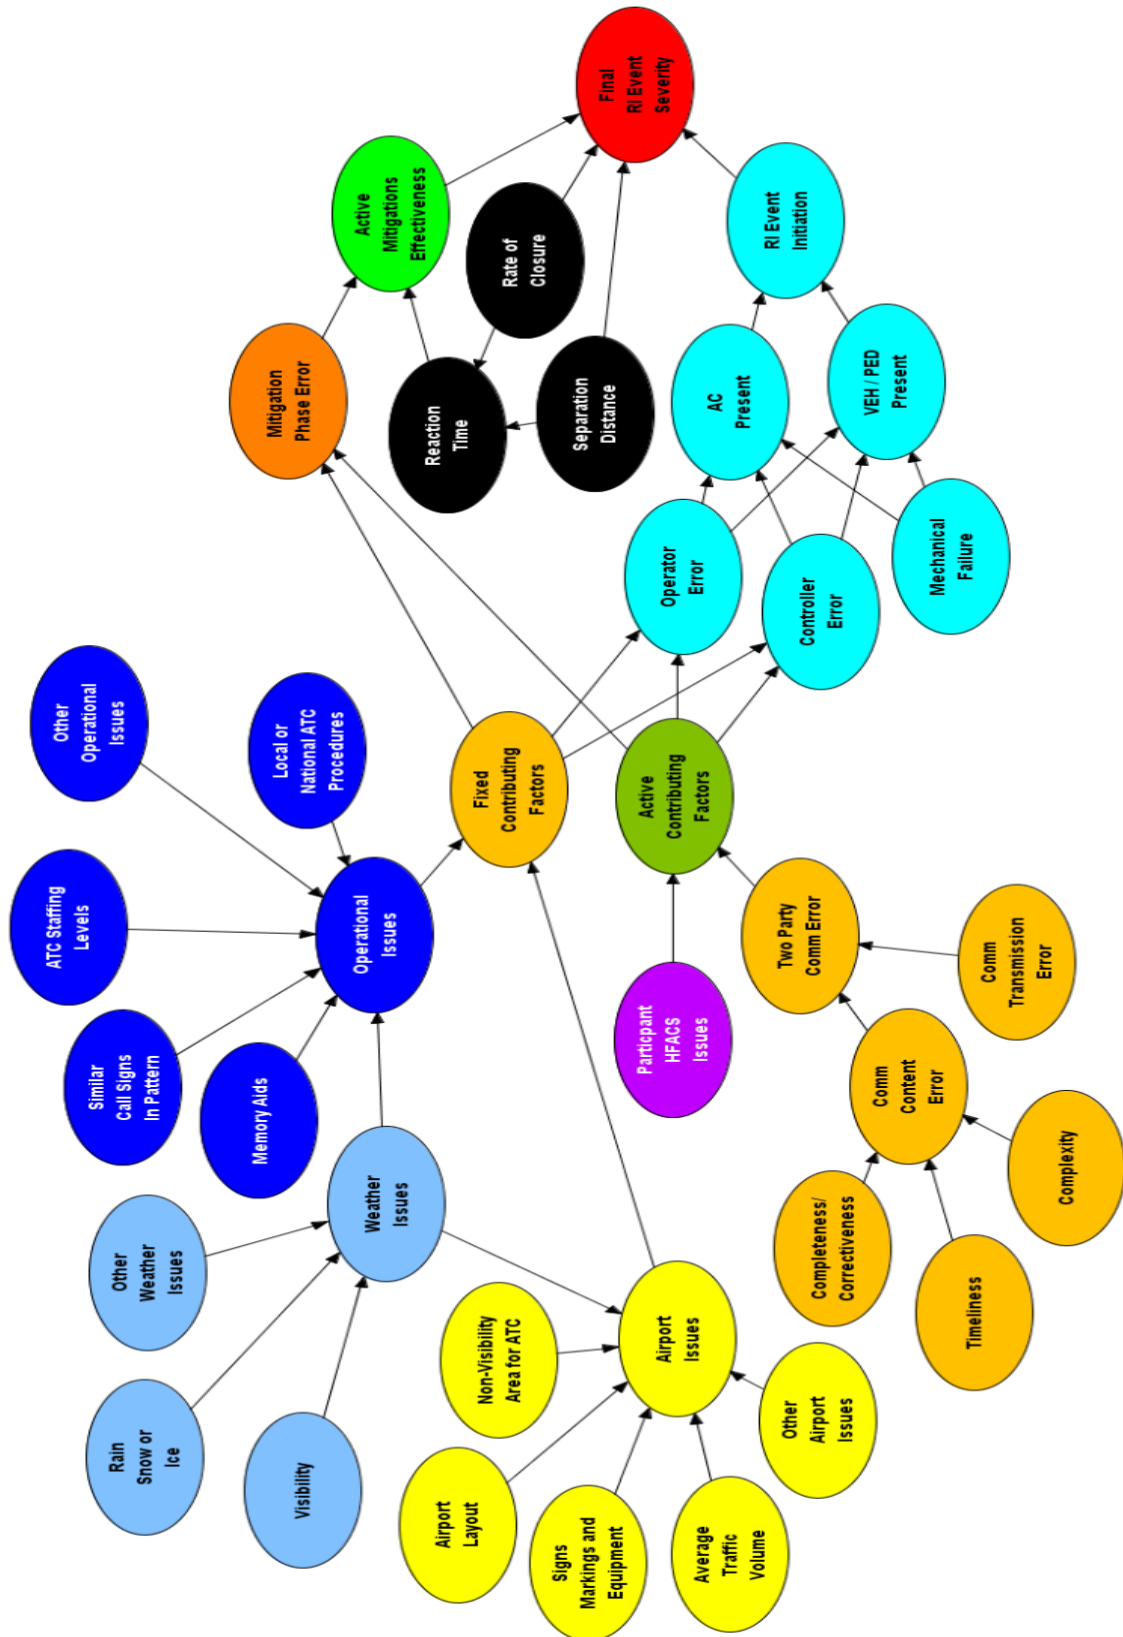 ATC Staffing
Levels
Other
Operational
Issues
Similar
Call Signs
In Pattern
Rain
Snow or
Ice
Other
Weather
Issues
Memory Aids
Local or
National ATC
Procedures
Visibility
Weather
Issues
Operational
Issues
Mitigation
Phase Error
Active
Mitigations
Effectiveness
Airport
Layout
Non-Visibility
Area for ATC
Fixed
Contributing
Factors
Reaction
Time
Rate of
Closure
Separation
Distance
Final
RI Event
Severity
Signs
Markings and
Equipment
Airport
Issues
Particpant
HFACS
Issues
Active
Contributing
Factors
Operator
Error
AC
Present
RI Event
Initiation
Average
Traffic
Volume
Other
Airport
Issues
Completeness/
Correctiveness
Two Party
Comm Error
Controller
Error
VEH / PED
Present
Comm
Content
Error
Mechanical
Failure
Timeliness
Complexity
Comm
Transmission
Error